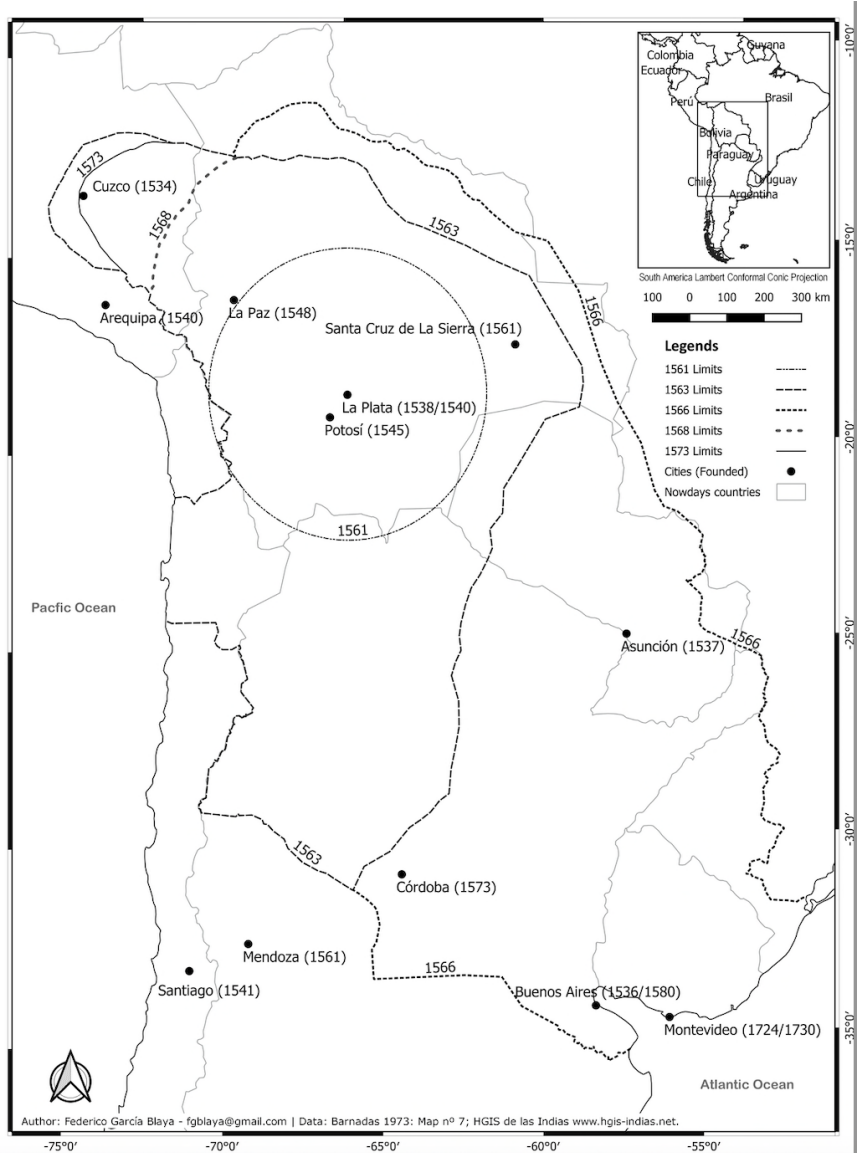 Colombia
Guyana
Ecuador
Perú
Brasil
Bolivia
Paraguay
Chile
Uruguay
Argentina
South America Lambert Conformal Conic Projection
100 0 100 200 300 km
Legends
1561 Limits
1563 Limits
1566 Limits
1568 Limits
1573 Limits
Cities (Founded)
Nowdays countries
-10°0'
-15°0'
-20°0'
-25°0'
-30°0'
-35°0'
1573
Cuzco (1534)
1568
1563
1566
Arequipa (1540)
La Paz (1548)
Santa Cruz de La Sierra (1561)
La Plata (1538/1540)
Potosí (1545)
1561
Pacfic Ocean
Asunción (1537)
1566
1563
Córdoba (1573)
Mendoza (1561)
Santiago (1541)
1566
Buenos Aires (1536/1580)
Montevideo (1724/1730)
Atlantic Ocean
Author: Federico García Blaya - fgblaya@gmail.com | Data: Barnadas 1973: Map nº 7; HGIS de las Indias www.hgis-indias.net.
-75°0' -70°0' -65°0' -60°0' -55°0'